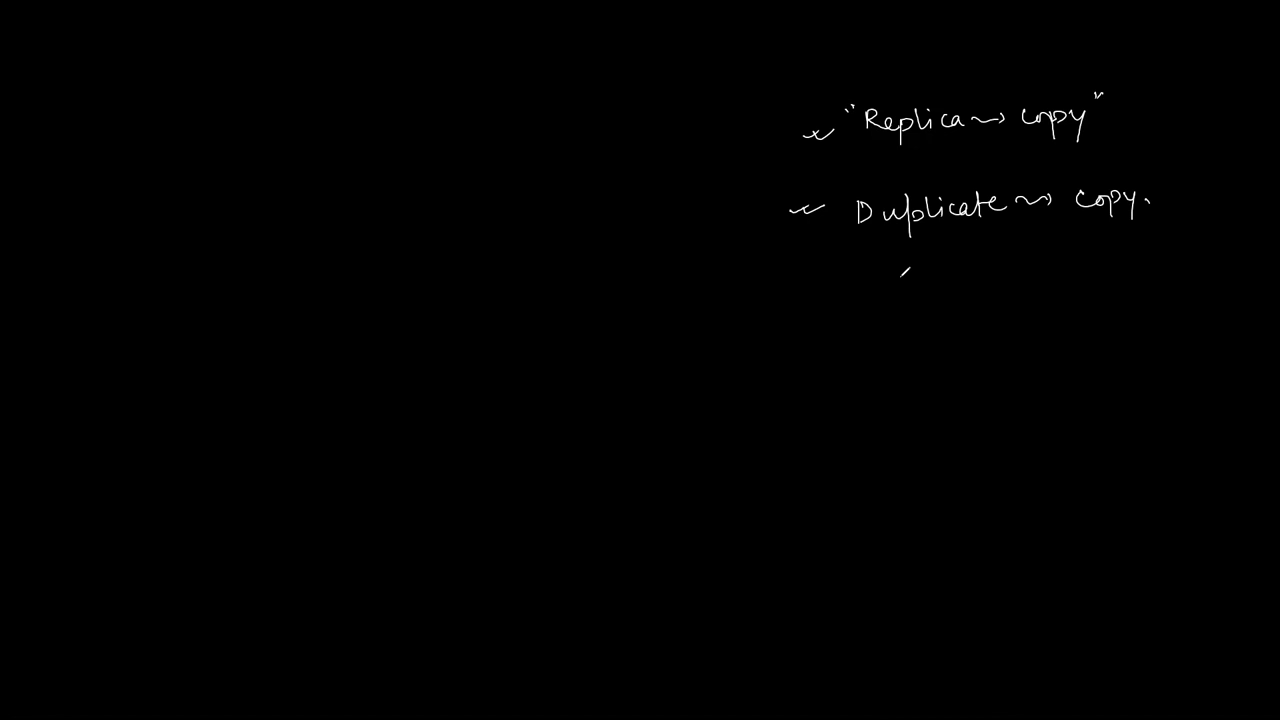 "Replica → copy"
Duplicate → copy.